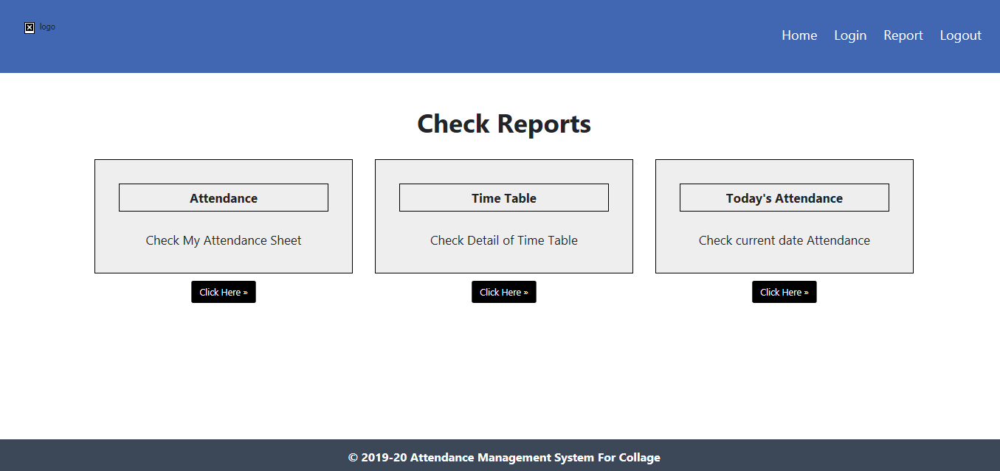 logo
Home Login Report Logout
Check Reports
Attendance
Check My Attendance Sheet
Click Here »
Time Table
Check Detail of Time Table
Click Here »
Today's Attendance
Check current date Attendance
Click Here »
© 2019-20 Attendance Management System For Collage